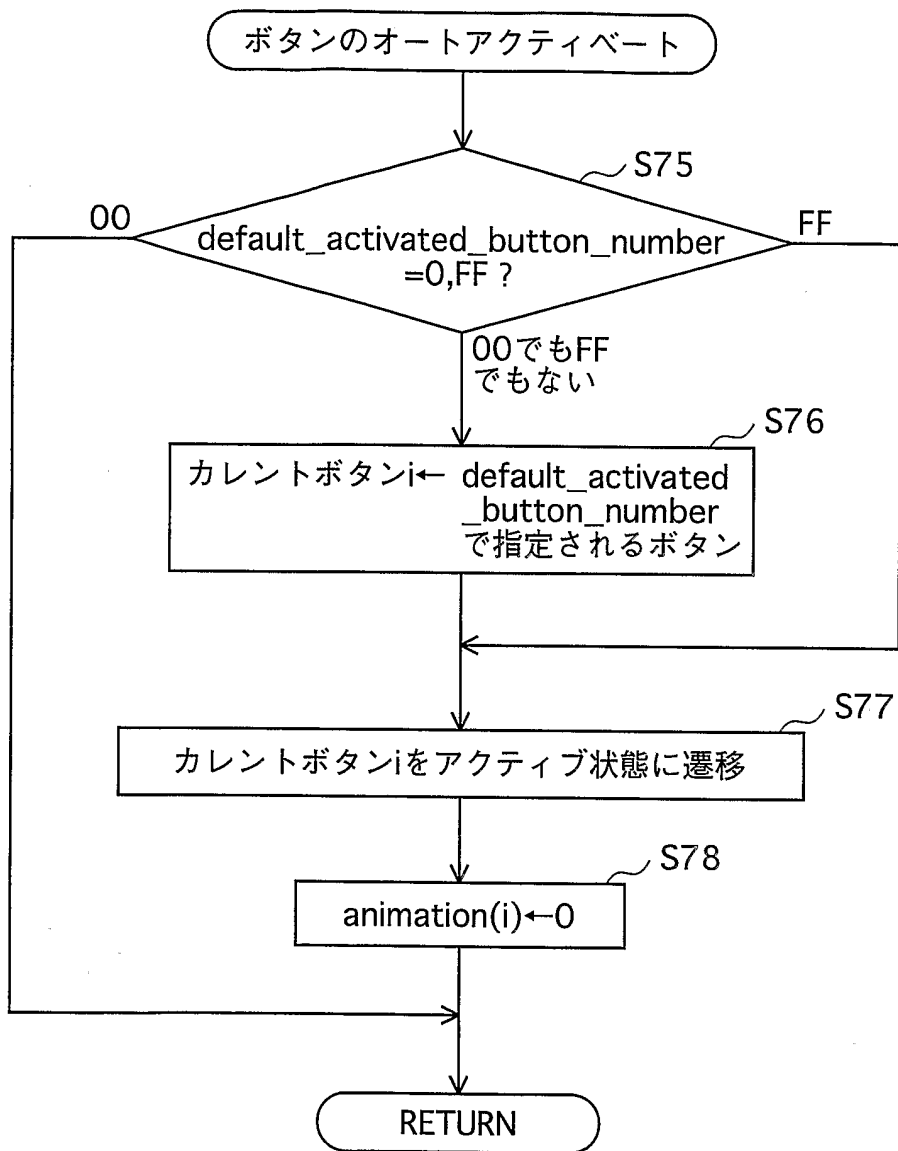 ボタンのオートアクティベート
S75
00
FF
default_activated_button_number
=0,FF ?
00でもFF
でもない
S76
カレントボタンi← default_activated
_button_number
で指定されるボタン
S77
カレントボタンiをアクティブ状態に遷移
S78
animation(i)←0
RETURN